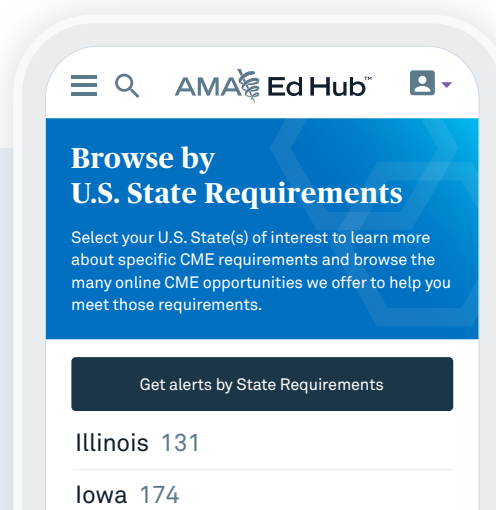 AMA Ed Hub™
Browse by
U.S. State Requirements
Select your U.S. State(s) of interest to learn more
about specific CME requirements and browse the
many online CME opportunities we offer to help you
meet those requirements.
Get alerts by State Requirements
Illinois 131
Iowa 174